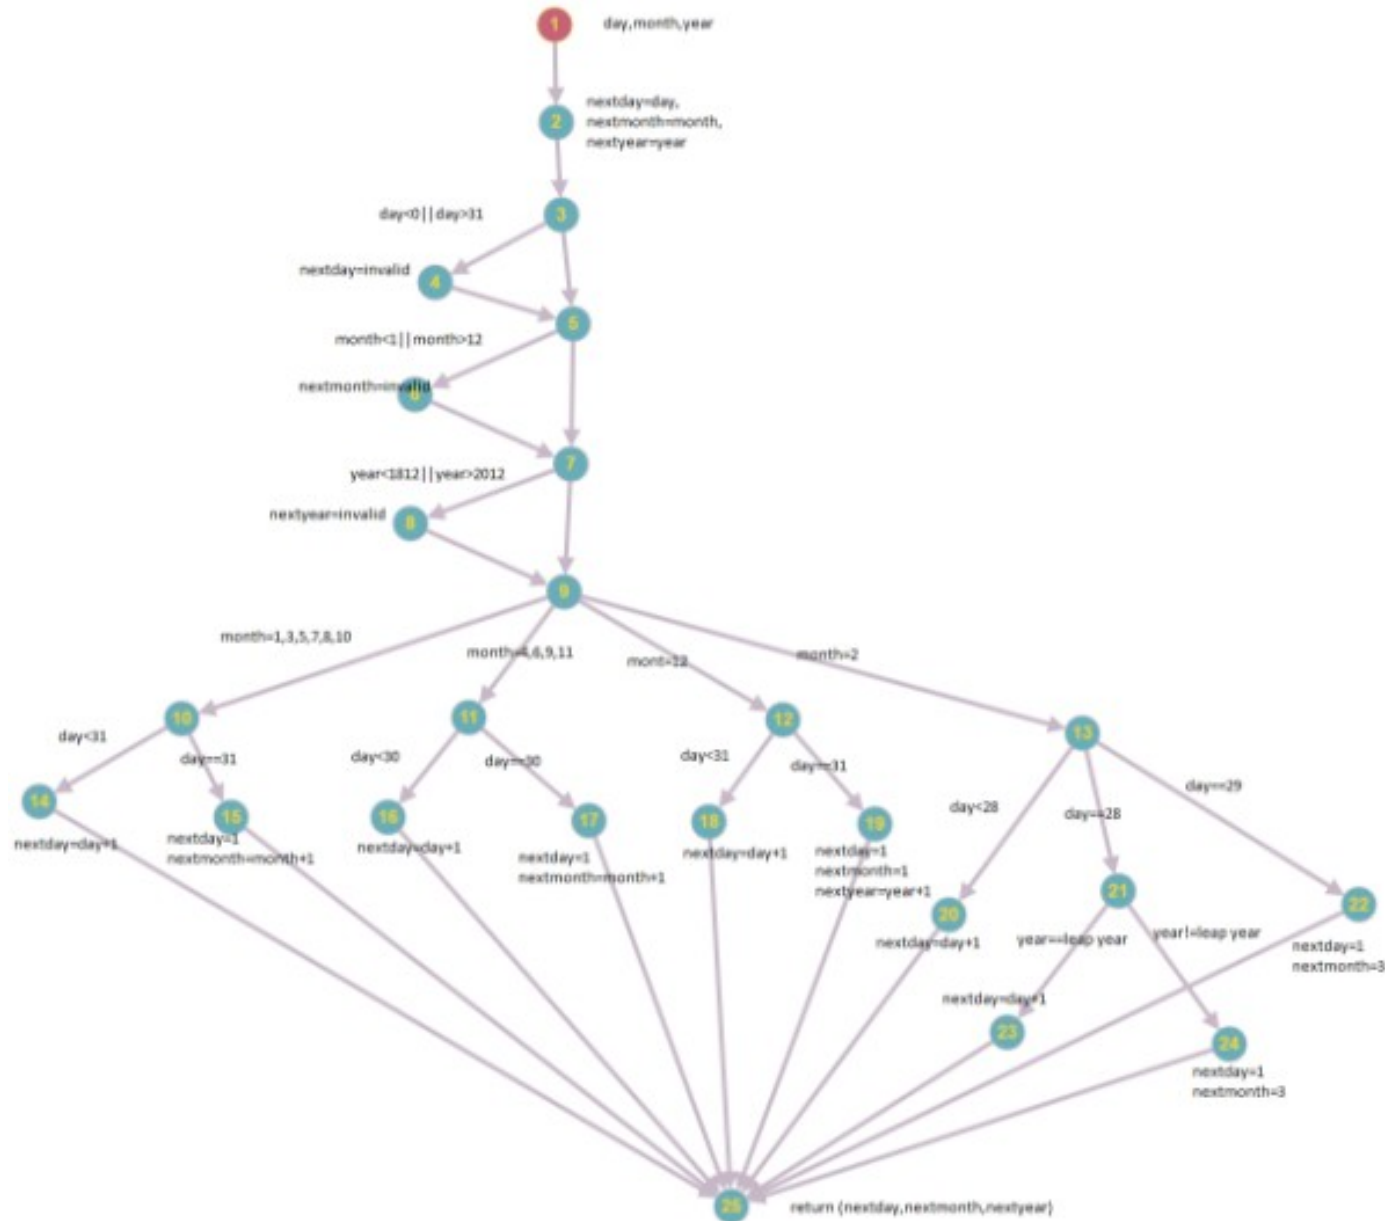 1
day,month,year
2
nextday=day,
nextmonth=month,
nextyear=year
day<0||day>31
3
nextday=invalid
4
5
month<1||month>12
nextmonth=invalid
6
7
year<1812||year>2012
nextyear=invalid
8
9
month=1,3,5,7,8,10
month=4,6,9,11
mont=12
month=2
10
11
12
13
day<31
day==31
day<30
day==30
day<31
day==31
day<28
day==28
day==29
14
nextday=day+1
15
nextday=1
nextmonth=month+1
16
nextday=day+1
17
nextday=1
nextmonth=month+1
18
nextday=day+1
19
nextday=1
nextmonth=1
nextyear=year+1
20
nextday=day+1
21
22
nextday=1
nextmonth=3
year==leap year
year!=leap year
nextday=day+1
23
24
nextday=1
nextmonth=3
25
return (nextday,nextmonth,nextyear)